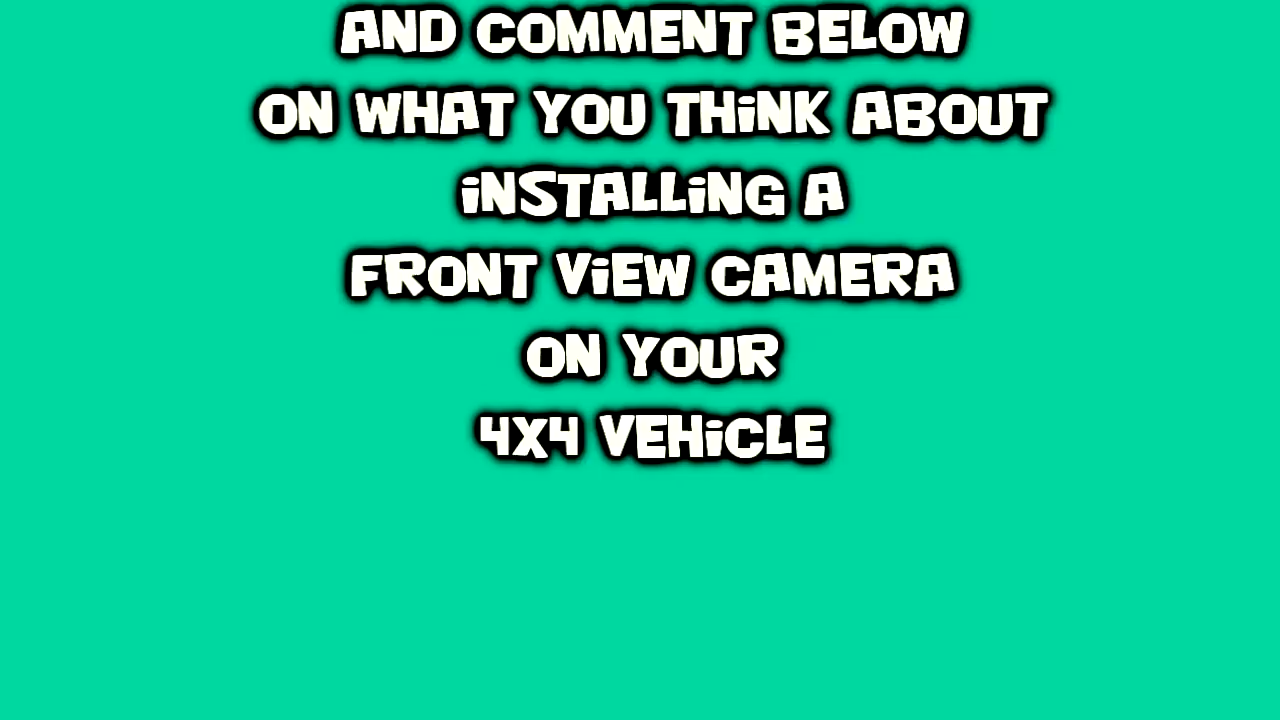 AND COMMENT BELOW
ON WHAT YOU THiNK ABOUT
iNSTALLiNG A
FRONT ViEW CAMERA
ON YOUR
4X4 VEHiCLE